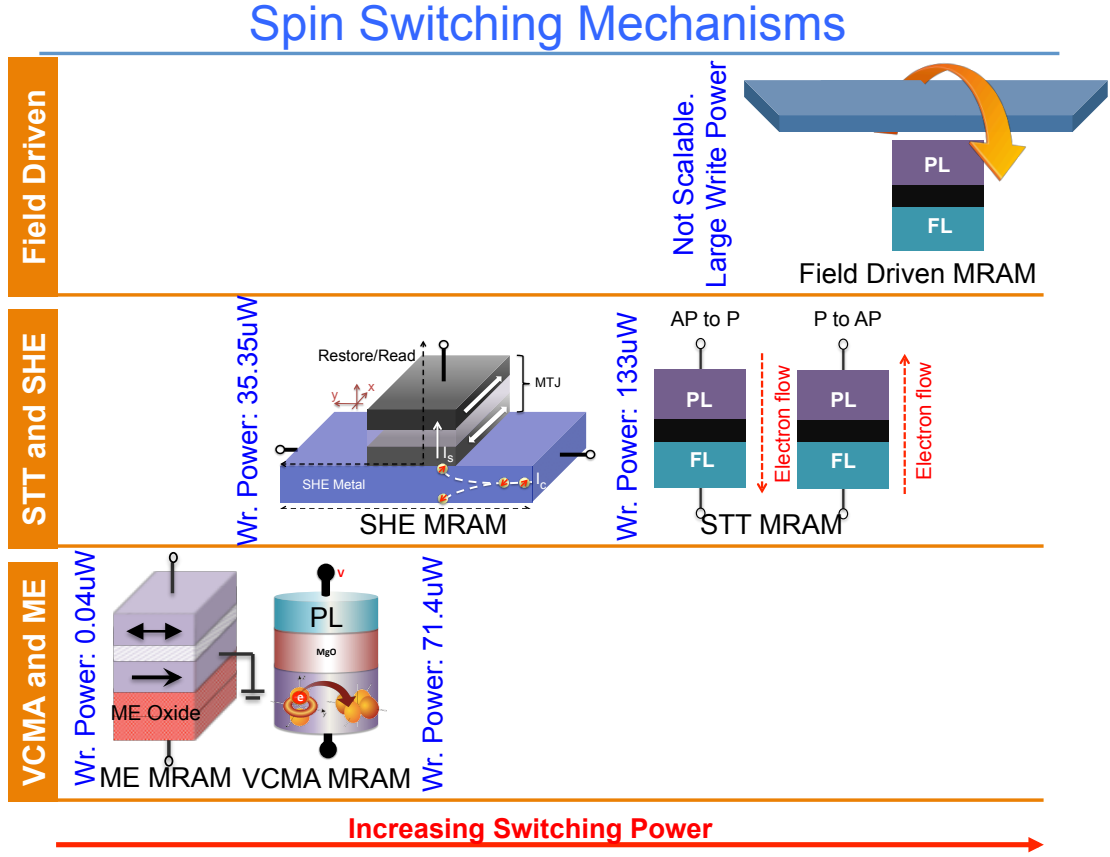 Spin Switching Mechanisms
Field Driven
Not Scalable.
Large Write Power
PL
FL
Field Driven MRAM
STT and SHE
Wr. Power: 35.35uW
Restore/Read
x
y
MTJ
I_s
SHE Metal
I_c
SHE MRAM
Wr. Power: 133uW
AP to P
P to AP
PL
FL
Electron flow
PL
FL
Electron flow
STT MRAM
VCMA and ME
Wr. Power: 0.04uW
ME Oxide
ME MRAM
V
PL
MgO
e
VCMA MRAM
Wr. Power: 71.4uW
Increasing Switching Power